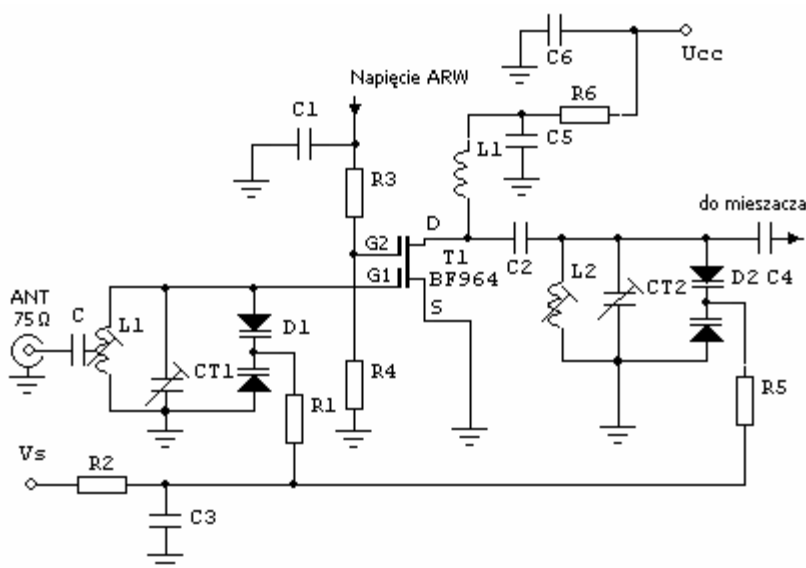 C6
Ucc
Napięcie ARW
R6
C1
C5
L1
R3
do mieszacza
D
G2
T1
C2
L2
D2
C4
G1
BF964
CT2
ANT
75Ω
C
L1
D1
S
CT1
R4
R1
R5
Vs
R2
C3